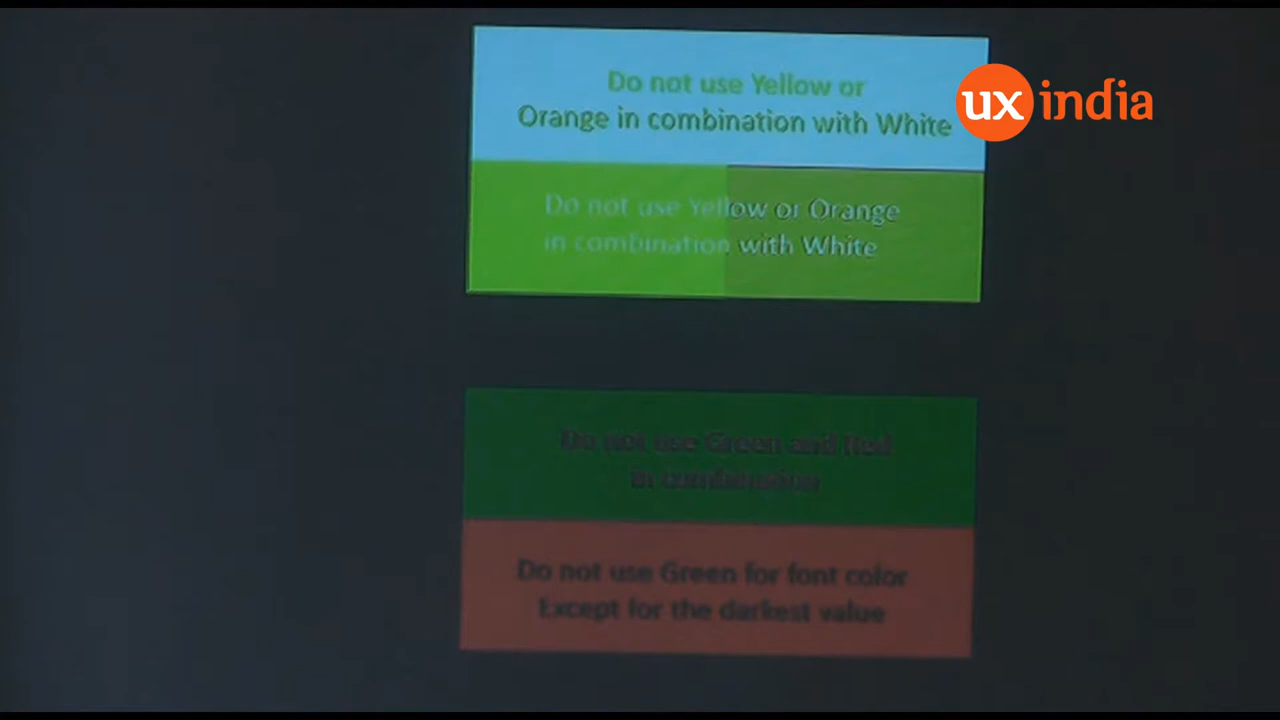 Do not use Yellow or
Orange in combination with White
ux india
Do not use Yellow or Orange
in combination with White
Do not use Green and Red
in combination
Do not use Green for font color
Except for the darkest value